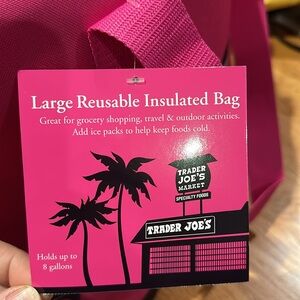 Large Reusable Insulated Bag
Great for grocery shopping, travel & outdoor activities.
Add ice packs to help keep foods cold.
TRADER
JOE'S
MARKET
SPECIALTY FOODS
TRADER JOE'S
Holds up to
8 gallons